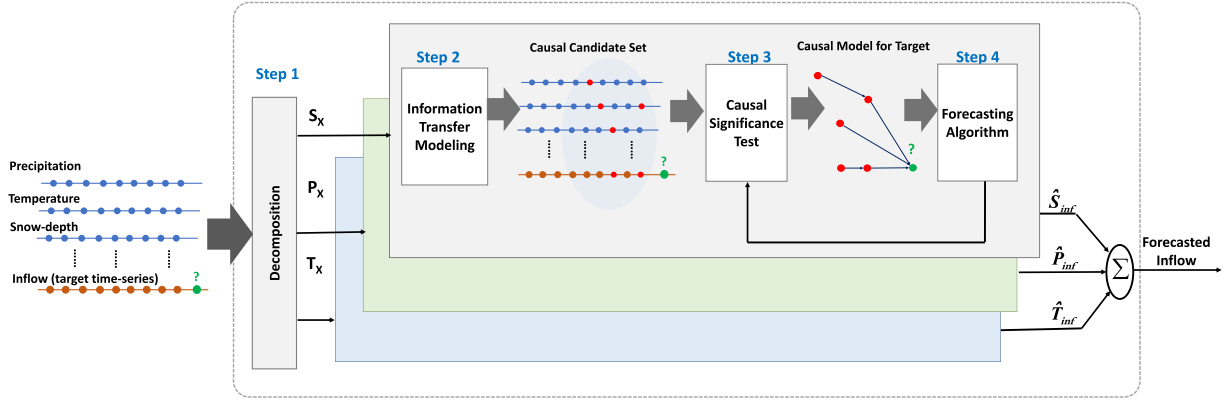 Precipitation
Temperature
Snow-depth
Inflow (target time-series)
?
Step 1
Decomposition
S_X
P_X
T_X
Step 2
Information
Transfer
Modeling
Causal Candidate Set
?
Step 3
Causal
Significance
Test
Causal Model for Target
?
Step 4
Forecasting
Algorithm
Ŝ_inf
P̂_inf
T̂_inf
Σ
Forecasted
Inflow